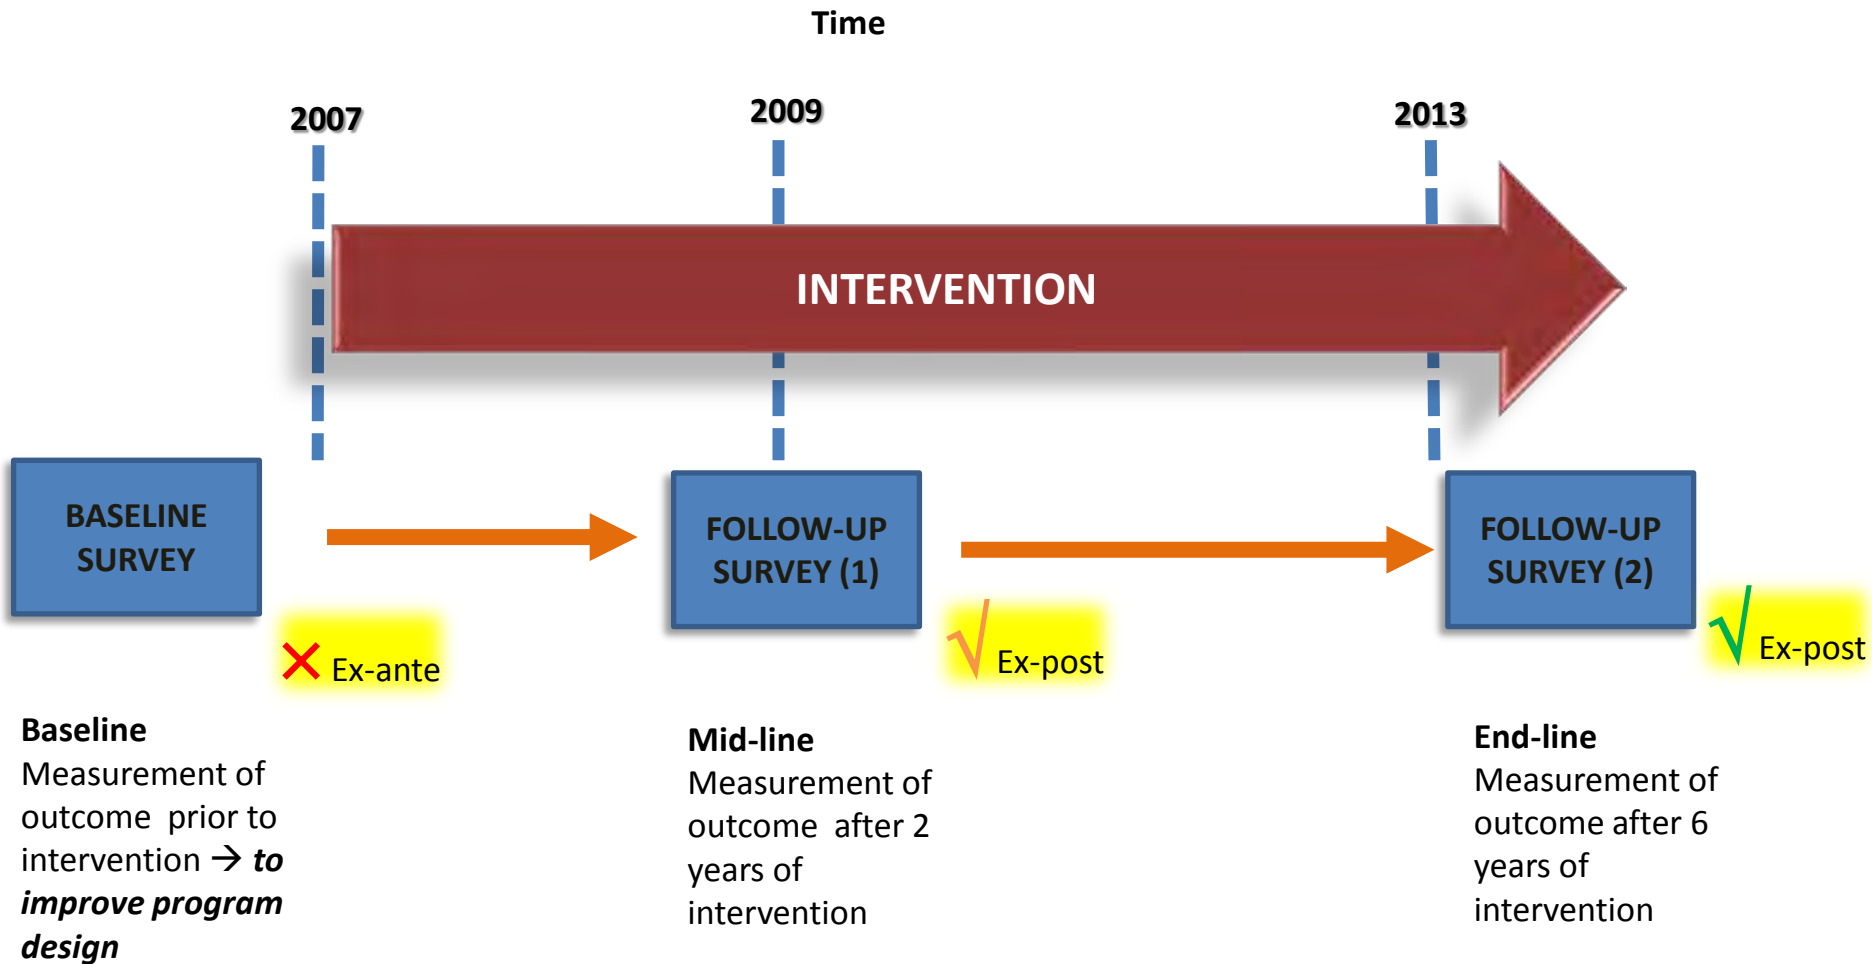 Time
2007
2009
2013
INTERVENTION
BASELINE
SURVEY
FOLLOW-UP
SURVEY (1)
FOLLOW-UP
SURVEY (2)
× Ex-ante
√ Ex-post
√ Ex-post
Baseline
Measurement of
outcome prior to
intervention → to
improve program
design
Mid-line
Measurement of
outcome after 2
years of
intervention
End-line
Measurement of
outcome after 6
years of
intervention